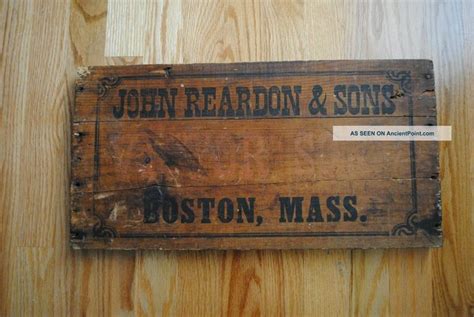 JOHN REARDON & SONS
AS SEEN ON AncientPoint.com
BOSTON, MASS.